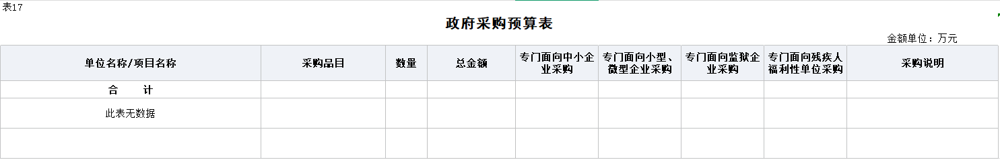 表17
政府采购预算表
金额单位：万元
单位名称/项目名称
采购品目
数量
总金额
专门面向中小企
业采购
专门面向小型、
微型企业采购
专门面向监狱企
业采购
专门面向残疾人
福利性单位采购
采购说明
合 计
此表无数据